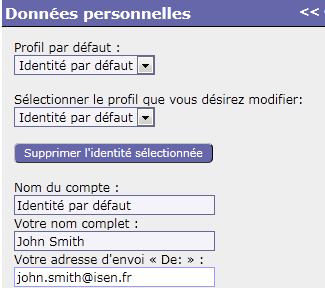 Données personnelles <<
Profil par défaut :
Identité par défaut
Sélectionner le profil que vous désirez modifier:
Identité par défaut
Supprimer l'identité sélectionnée
Nom du compte :
Identité par défaut
Votre nom complet :
John Smith
Votre adresse d'envoi « De: » :
john.smith@isen.fr